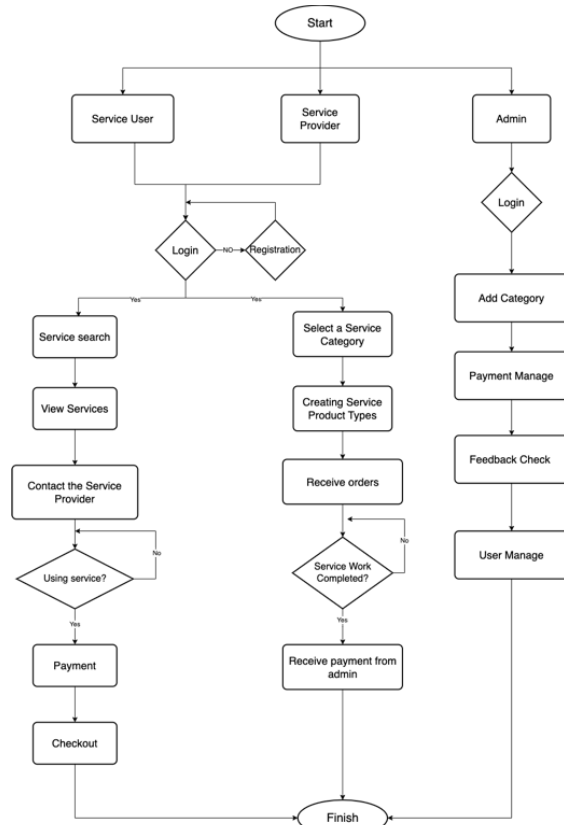 Start
Service User
Service
Provider
Admin
Login
NO
Registration
Login
Yes
Yes
Service search
Select a Service
Category
Add Category
View Services
Creating Service
Product Types
Payment Manage
Contact the Service
Provider
Receive orders
Feedback Check
No
No
Using service?
Service Work
Completed?
User Manage
Yes
Yes
Payment
Receive payment from
admin
Checkout
Finish